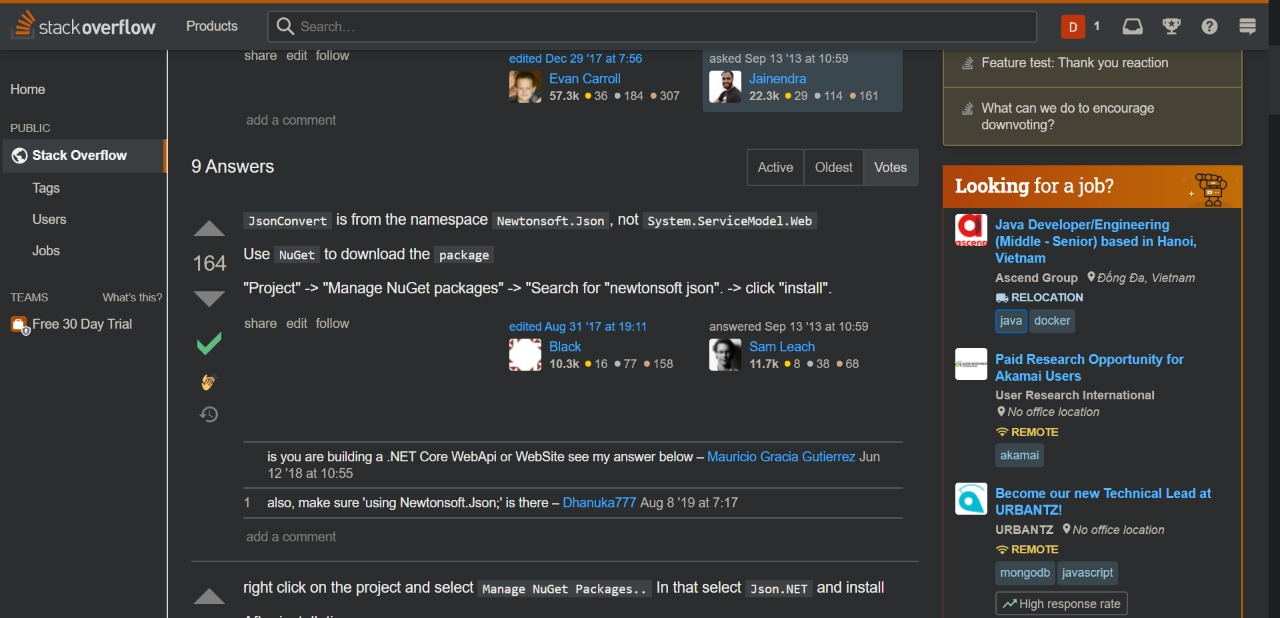 stackoverflow
Products
Search...
D 1
Home
PUBLIC
Stack Overflow
Tags
Users
Jobs
TEAMS What's this?
Free 30 Day Trial
share edit follow
edited Dec 29 '17 at 7:56
Evan Carroll
57.3k 36 184 307
asked Sep 13 '13 at 10:59
Jainendra
22.3k 29 114 161
add a comment
9 Answers
Active Oldest Votes
164
JsonConvert is from the namespace Newtonsoft.Json, not System.ServiceModel.Web
Use NuGet to download the package
"Project" -> "Manage NuGet packages" -> "Search for "newtonsoft json". -> click "install".
share edit follow
edited Aug 31 '17 at 19:11
Black
10.3k 16 77 158
answered Sep 13 '13 at 10:59
Sam Leach
11.7k 8 38 68
is you are building a .NET Core WebApi or WebSite see my answer below – Mauricio Gracia Gutierrez Jun
12 '18 at 10:55
1 also, make sure 'using Newtonsoft.Json;' is there – Dhanuka777 Aug 8 '19 at 7:17
add a comment
right click on the project and select Manage NuGet Packages.. In that select Json.NET and install
Feature test: Thank you reaction
What can we do to encourage
downvoting?
Looking for a job?
Java Developer/Engineering
(Middle - Senior) based in Hanoi,
Vietnam
Ascend Group Đống Đa, Vietnam
RELOCATION
java docker
Paid Research Opportunity for
Akamai Users
User Research International
No office location
REMOTE
akamai
Become our new Technical Lead at
URBANTZ!
URBANTZ No office location
REMOTE
mongodb javascript
High response rate